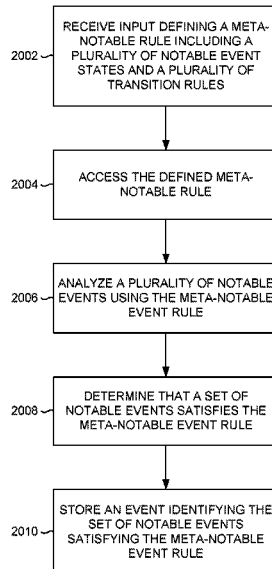 RECEIVE INPUT DEFINING A META-
NOTABLE RULE INCLUDING A
PLURALITY OF NOTABLE EVENT
STATES AND A PLURALITY OF
TRANSITION RULES
2002
ACCESS THE DEFINED META-
NOTABLE RULE
2004
ANALYZE A PLURALITY OF NOTABLE
EVENTS USING THE META-NOTABLE
EVENT RULE
2006
DETERMINE THAT A SET OF
NOTABLE EVENTS SATISFIES THE
META-NOTABLE EVENT RULE
2008
STORE AN EVENT IDENTIFYING THE
SET OF NOTABLE EVENTS
SATISFYING THE META-NOTABLE
EVENT RULE
2010